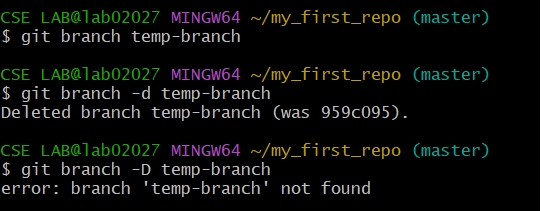 CSE LAB@lab02027 MINGW64 ~/my_first_repo (master)
$ git branch temp-branch
CSE LAB@lab02027 MINGW64 ~/my_first_repo (master)
$ git branch -d temp-branch
Deleted branch temp-branch (was 959c095).
CSE LAB@lab02027 MINGW64 ~/my_first_repo (master)
$ git branch -D temp-branch
error: branch 'temp-branch' not found